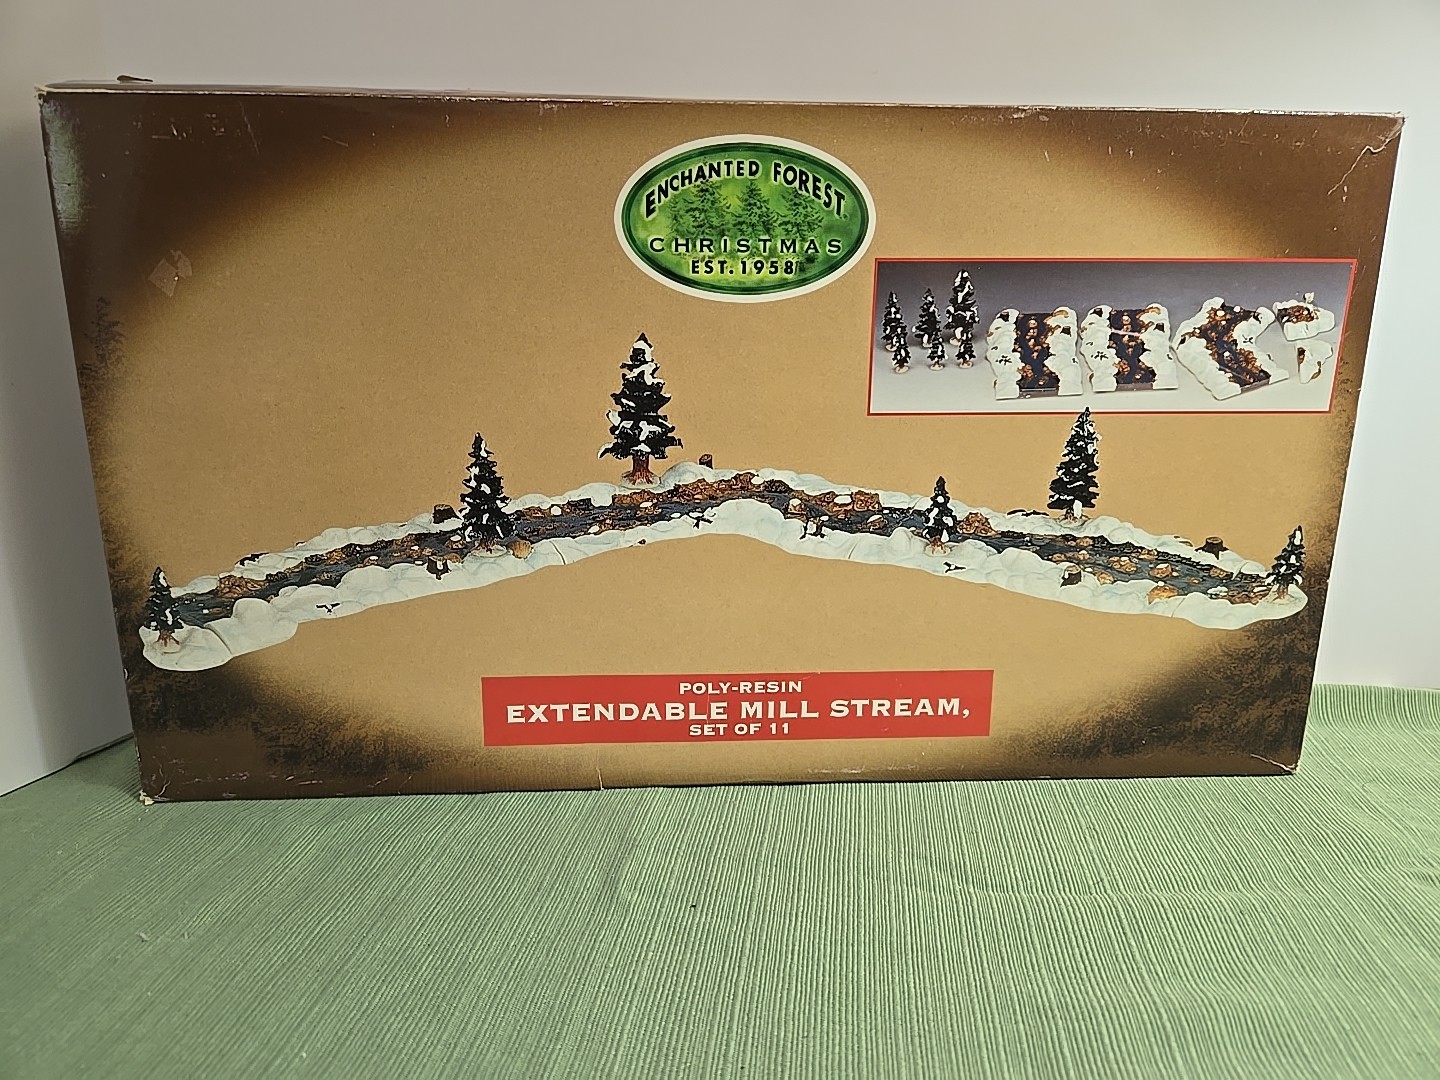 ENCHANTED FOREST
CHRISTMAS
EST. 1958
POLY-RESIN
EXTENDABLE MILL STREAM,
SET OF 11